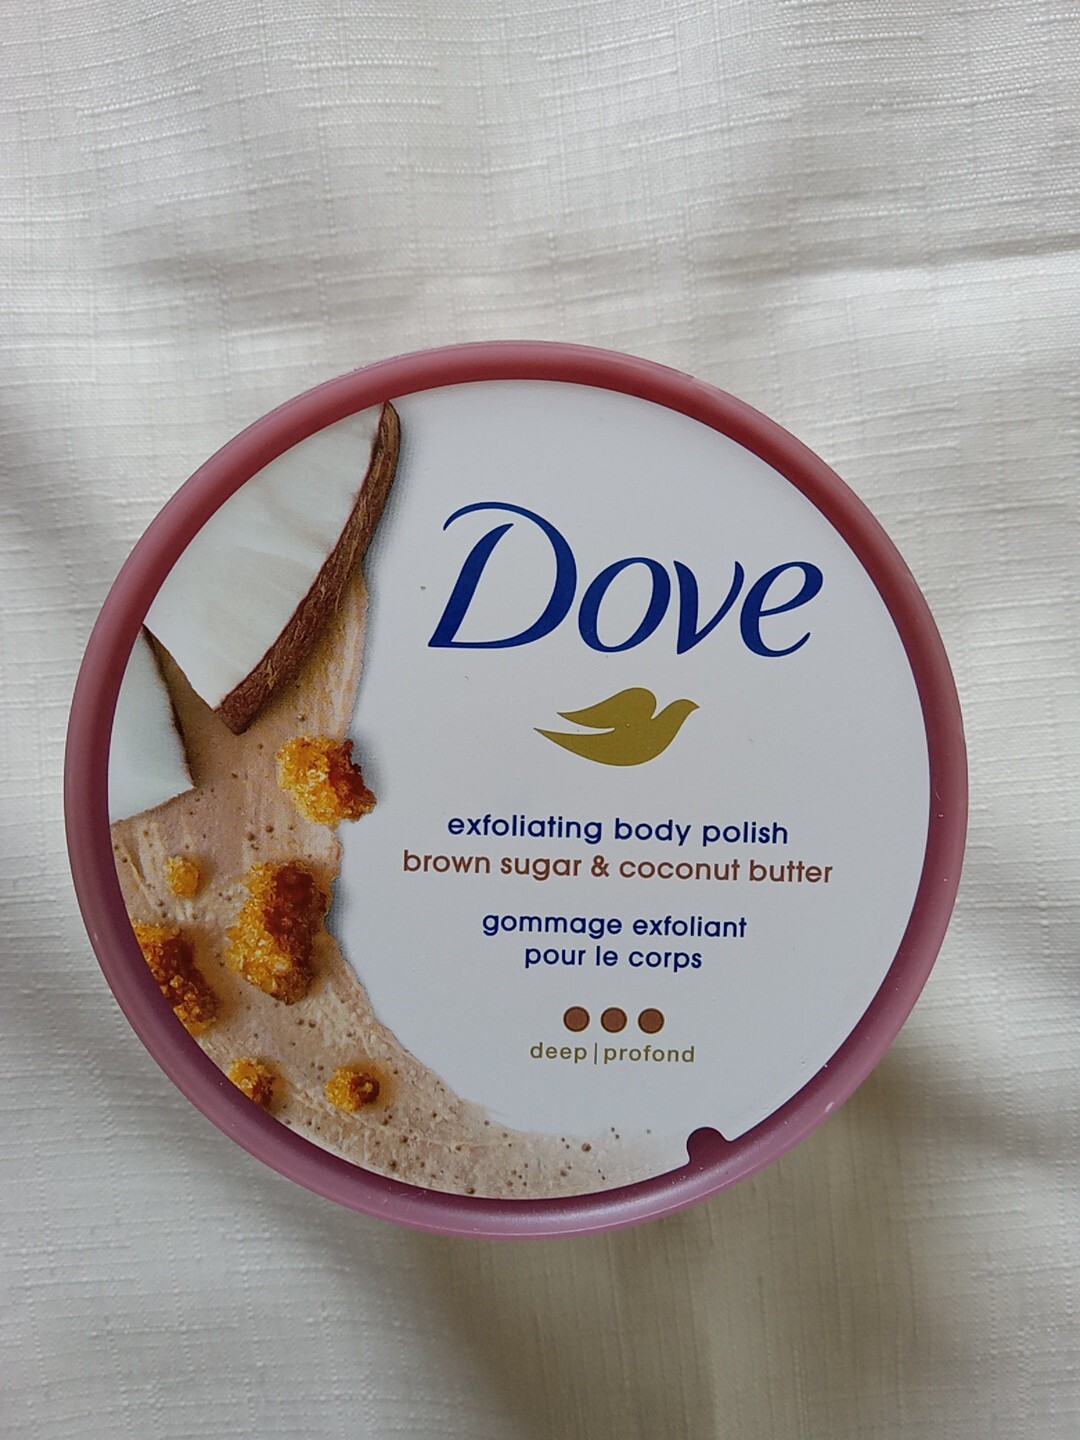 Dove
exfoliating body polish
brown sugar & coconut butter
gommage exfoliant
pour le corps
deep | profond